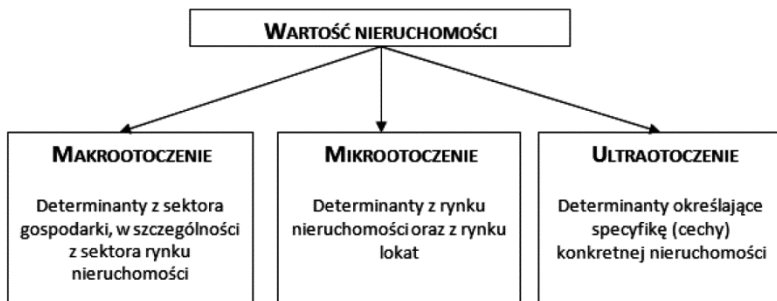 WARTOŚĆ NIERUCHOMOŚCI
MAKROOTOCZENIE
Determinanty z sektora
gospodarki, w szczególności
z sektora rynku
nieruchomości
MIKROOTOCZENIE
Determinanty z rynku
nieruchomości oraz z rynku
lokat
ULTRAOTOCZENIE
Determinanty określające
specyfikę (cechy)
konkretnej nieruchomości